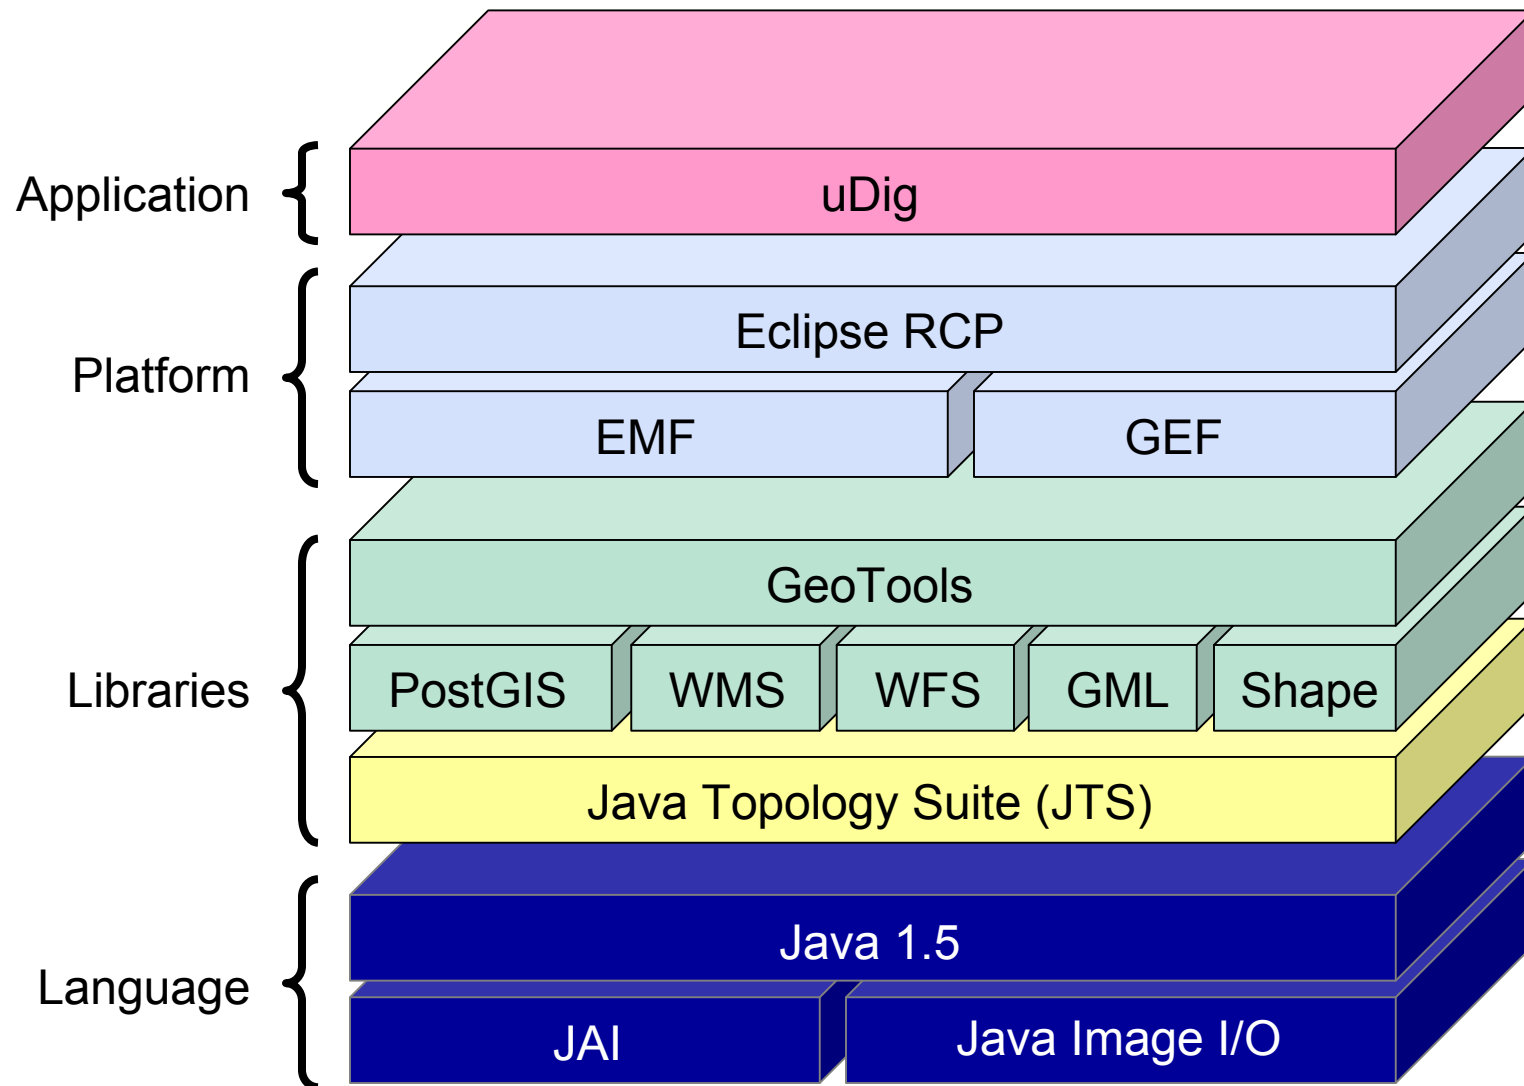 Application
uDig
Platform
Eclipse RCP
EMF
GEF
Libraries
GeoTools
PostGIS
WMS
WFS
GML
Shape
Java Topology Suite (JTS)
Language
Java 1.5
JAI
Java Image I/O